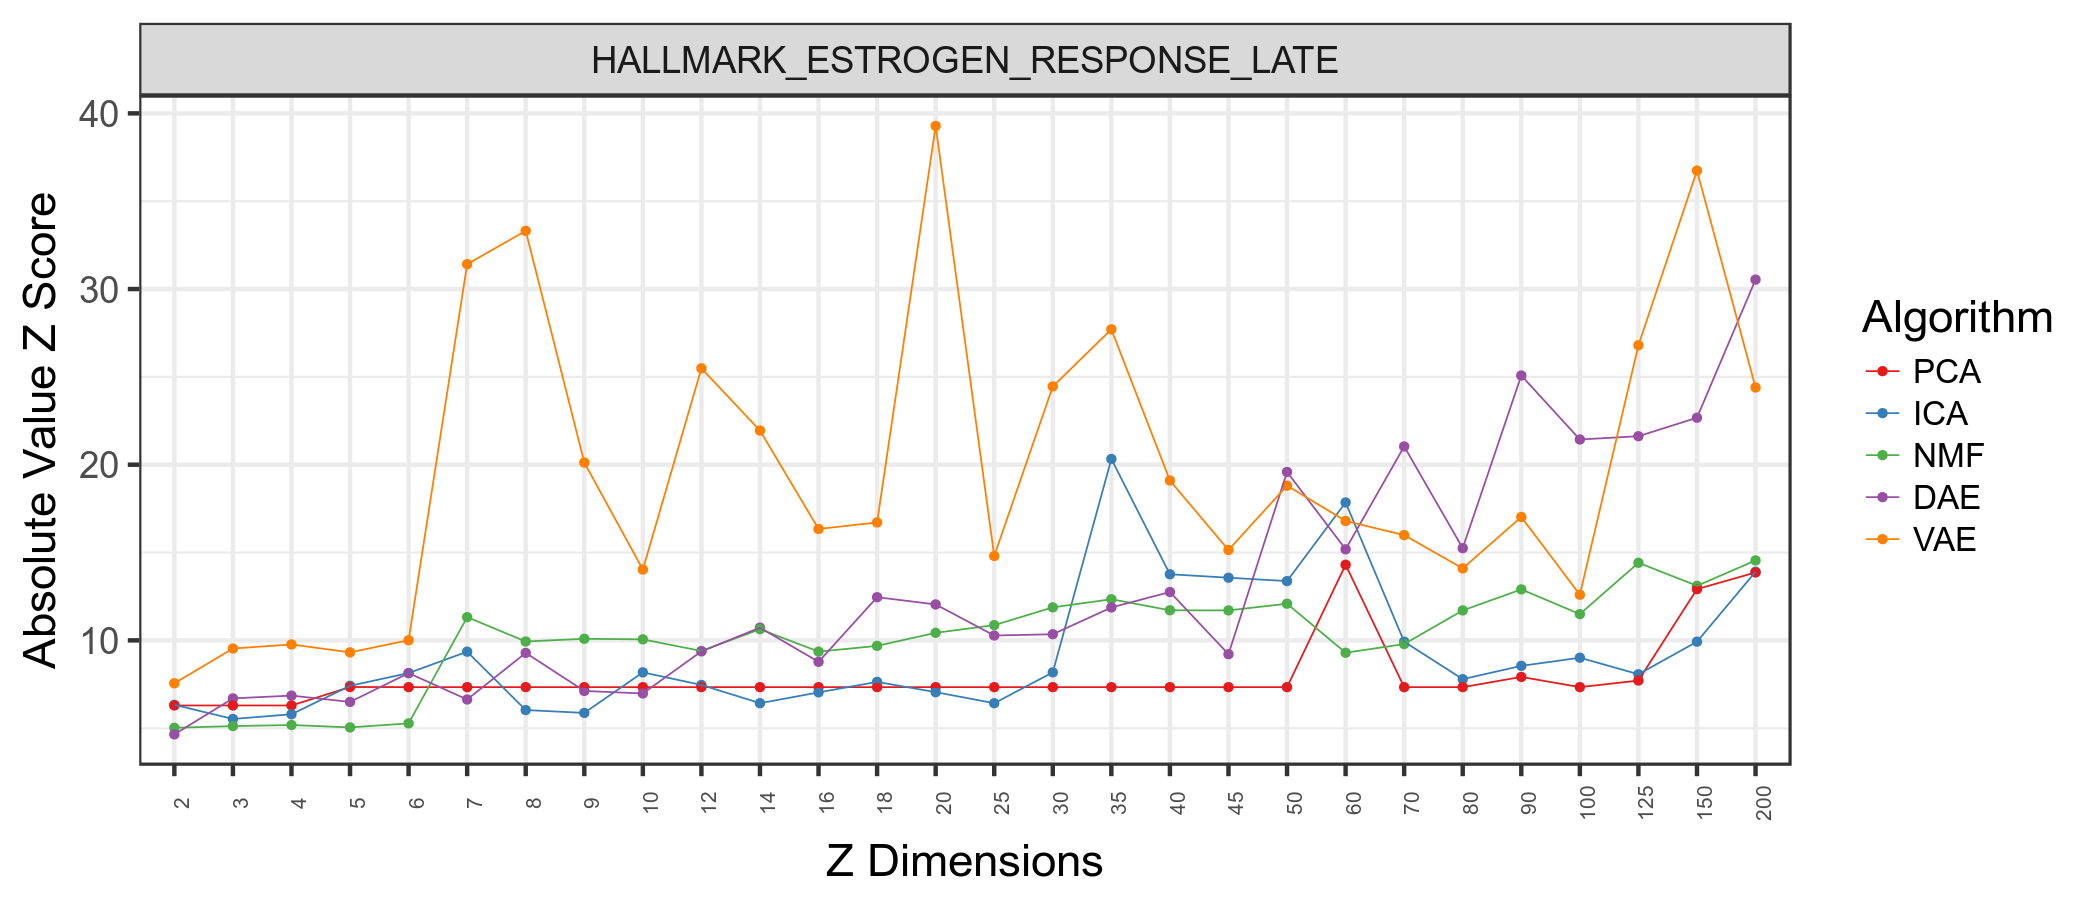 HALLMARK_ESTROGEN_RESPONSE_LATE
Absolute Value Z Score
40
30
20
10
2 3 4 5 6 7 8 9 10 12 14 16 18 20 25 30 35 40 45 50 60 70 80 90 100 125 150 200
Z Dimensions
Algorithm
PCA
ICA
NMF
DAE
VAE